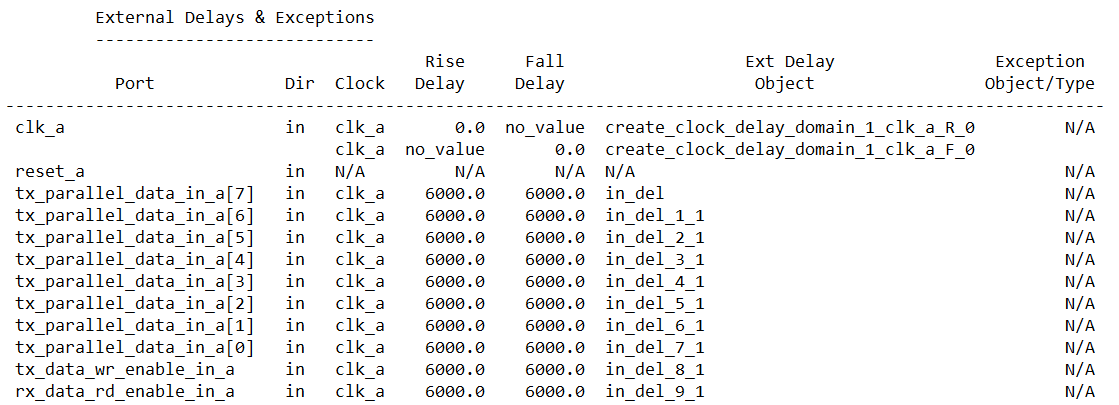 External Delays & Exceptions
----------------------------
Rise Fall Ext Delay Exception
Port Dir Clock Delay Delay Object Object/Type
--------------------------------------------------------------------------------------------------------------
clk_a in clk_a 0.0 no_value create_clock_delay_domain_1_clk_a_R_0 N/A
clk_a no_value 0.0 create_clock_delay_domain_1_clk_a_F_0
reset_a in N/A N/A N/A N/A N/A
tx_parallel_data_in_a[7] in clk_a 6000.0 6000.0 in_del N/A
tx_parallel_data_in_a[6] in clk_a 6000.0 6000.0 in_del_1_1 N/A
tx_parallel_data_in_a[5] in clk_a 6000.0 6000.0 in_del_2_1 N/A
tx_parallel_data_in_a[4] in clk_a 6000.0 6000.0 in_del_3_1 N/A
tx_parallel_data_in_a[3] in clk_a 6000.0 6000.0 in_del_4_1 N/A
tx_parallel_data_in_a[2] in clk_a 6000.0 6000.0 in_del_5_1 N/A
tx_parallel_data_in_a[1] in clk_a 6000.0 6000.0 in_del_6_1 N/A
tx_parallel_data_in_a[0] in clk_a 6000.0 6000.0 in_del_7_1 N/A
tx_data_wr_enable_in_a in clk_a 6000.0 6000.0 in_del_8_1 N/A
rx_data_rd_enable_in_a in clk_a 6000.0 6000.0 in_del_9_1 N/A